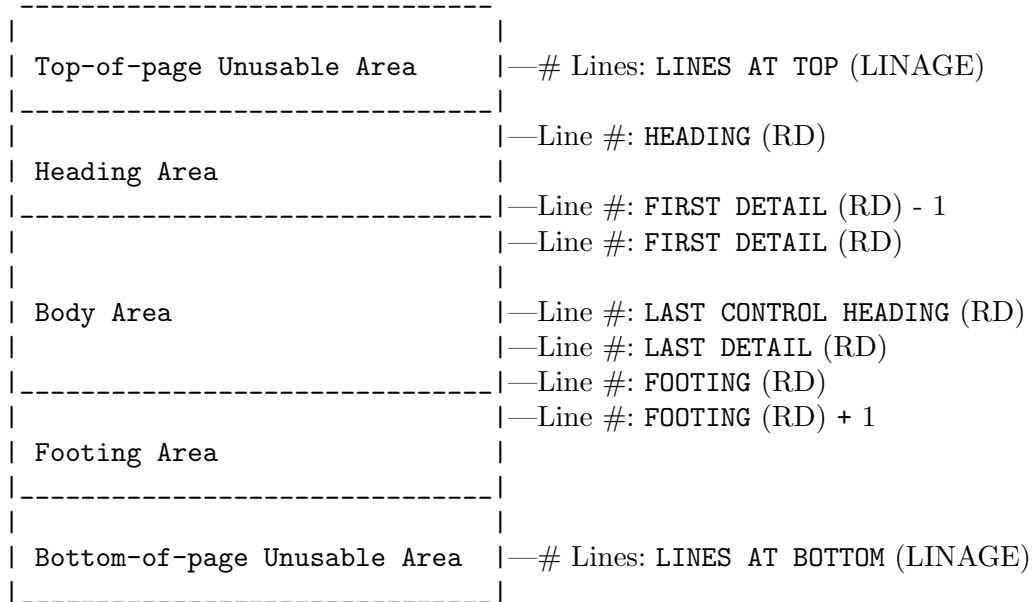 Top-of-page Unusable Area —# Lines: LINES AT TOP (LINAGE)
—Line #: HEADING (RD)
Heading Area
—Line #: FIRST DETAIL (RD) - 1
—Line #: FIRST DETAIL (RD)
Body Area —Line #: LAST CONTROL HEADING (RD)
—Line #: LAST DETAIL (RD)
—Line #: FOOTING (RD)
—Line #: FOOTING (RD) + 1
Footing Area
Bottom-of-page Unusable Area —# Lines: LINES AT BOTTOM (LINAGE)